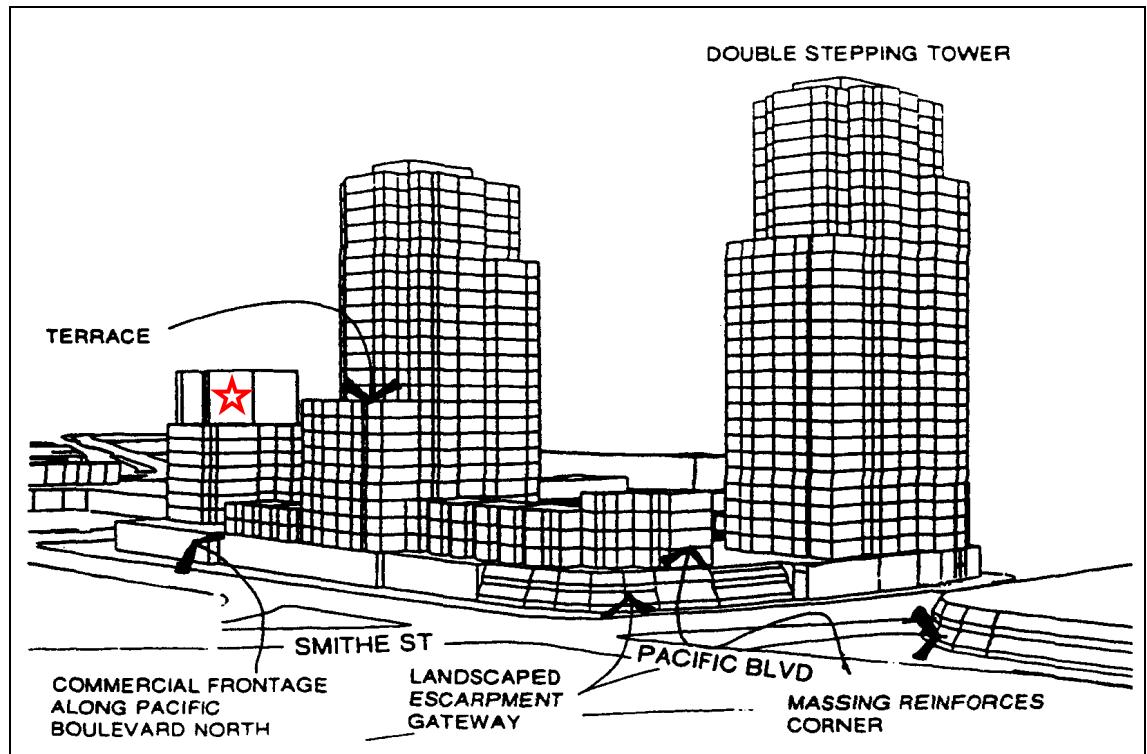 DOUBLE STEPPING TOWER
TERRACE
SMITHE ST
PACIFIC BLVD
COMMERCIAL FRONTAGE
ALONG PACIFIC
BOULEVARD NORTH
LANDSCAPED
ESCARPMENT
GATEWAY
MASSING REINFORCES
CORNER